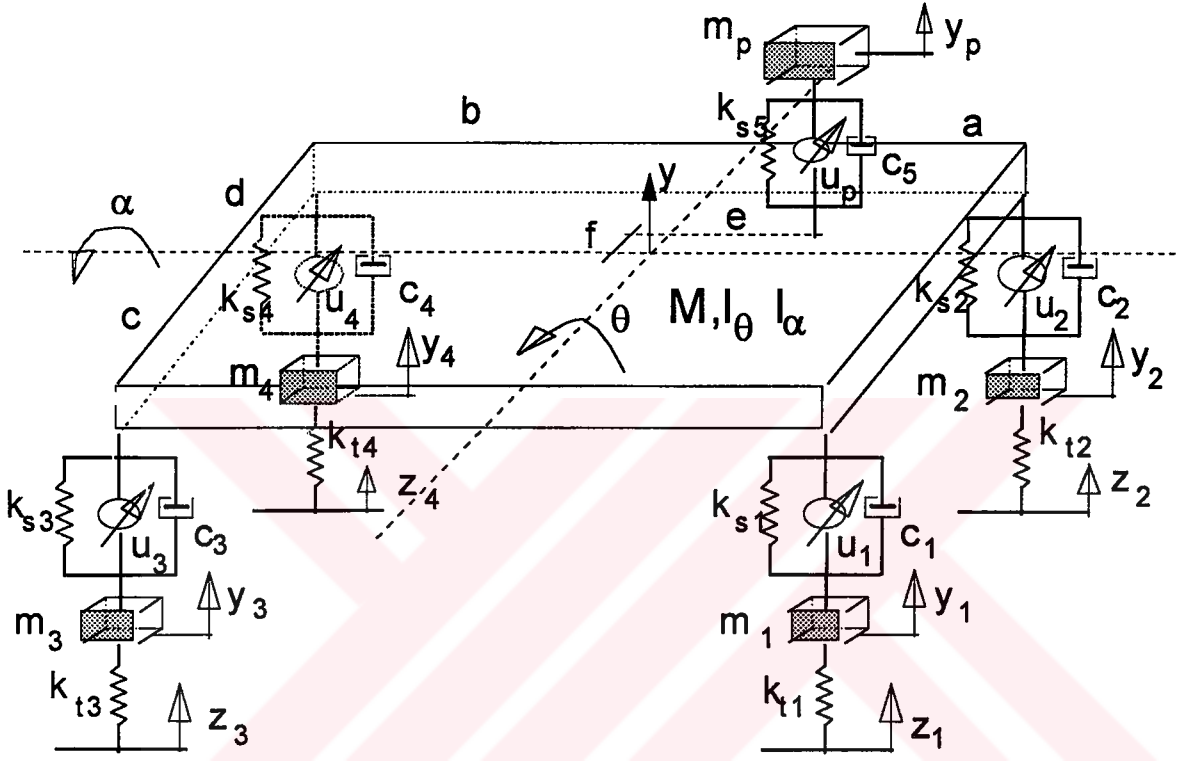 m_p
y_p
b
k_s5
a
u_p
c_5
y
d
α
e
f
k_s4
u_4
c_4
k_s2
u_2
c_2
c
θ
M, I_θ I_α
y_4
m_4
y_2
m_2
k_t4
z_4
k_t2
z_2
k_s3
u_3
c_3
k_s1
u_1
c_1
y_3
m_3
y_1
m_1
k_t3
z_3
k_t1
z_1